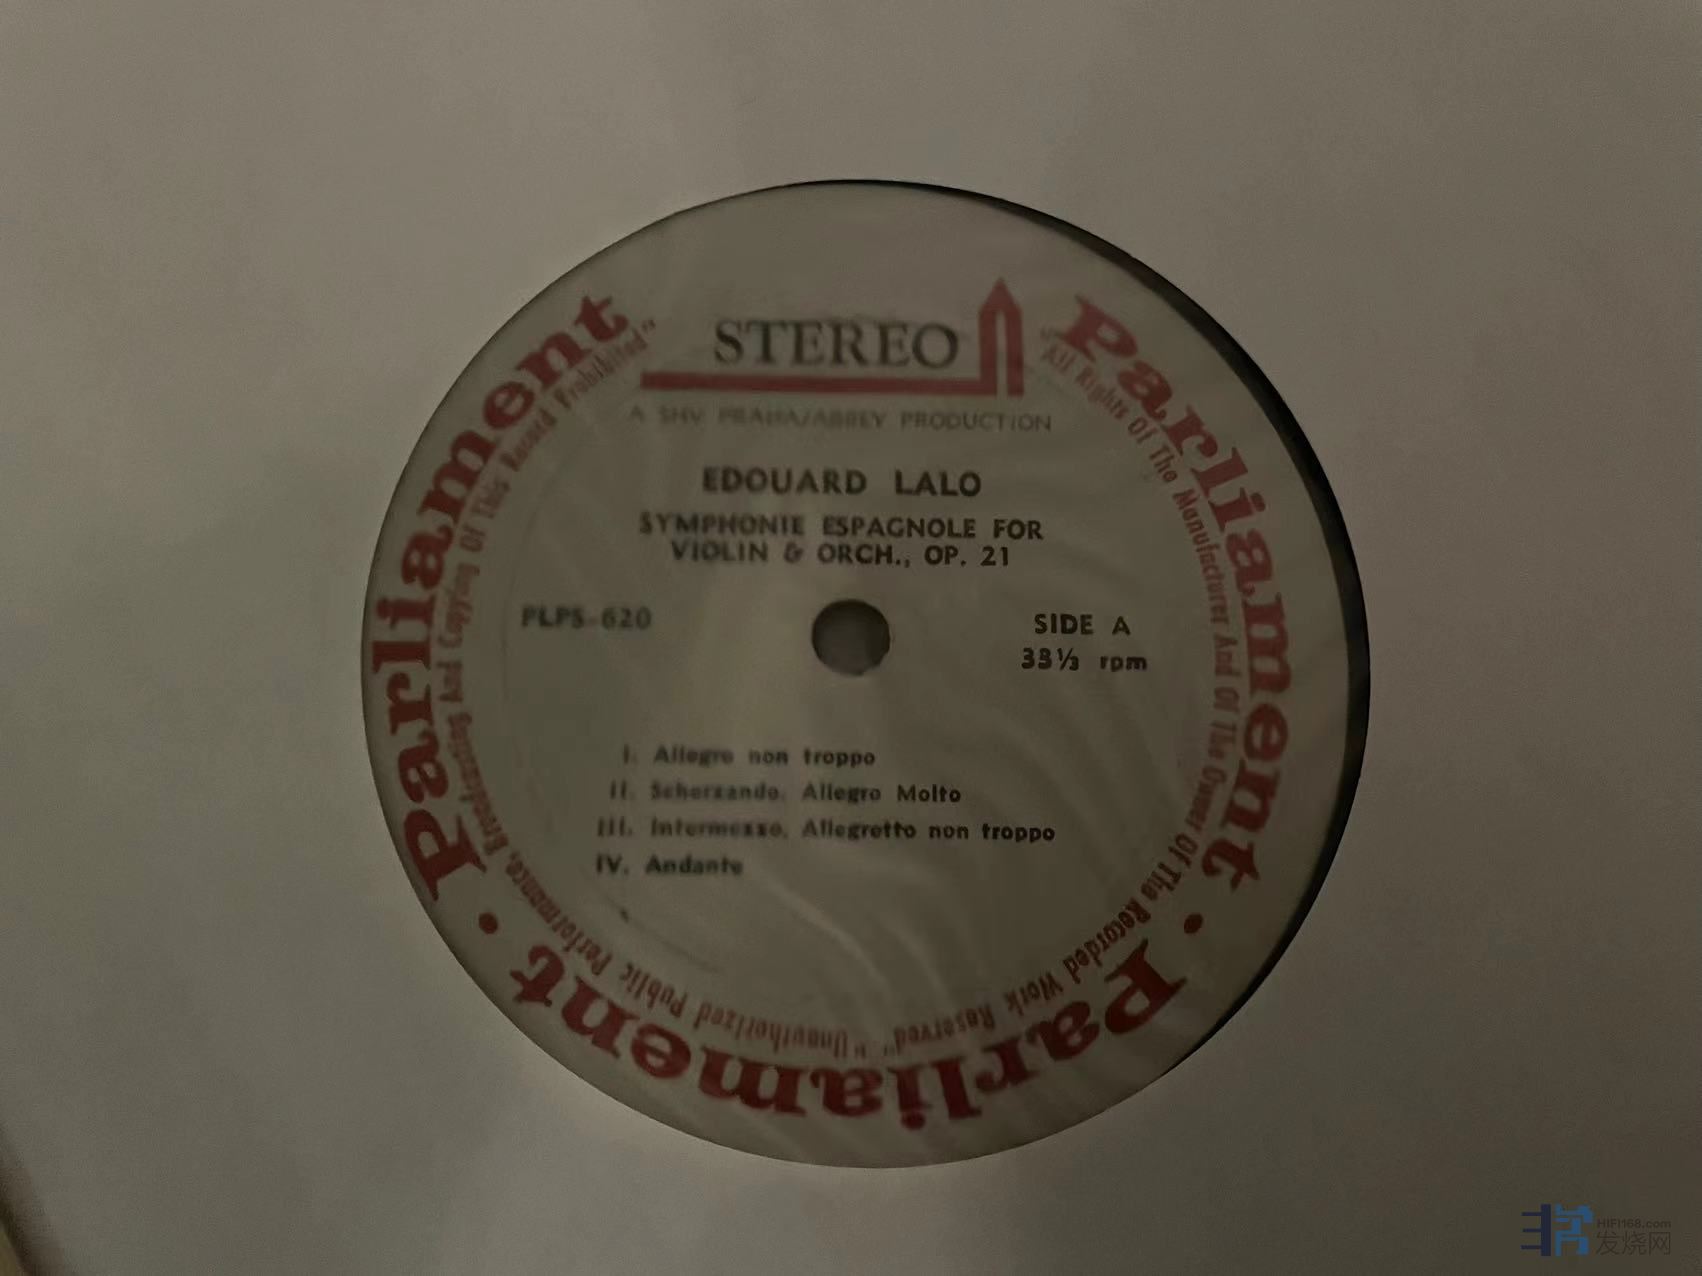 STEREO
A SHV PRAHA/ABBEY PRODUCTION
EDOUARD LALO
SYMPHONIE ESPAGNOLE FOR
VIOLIN & ORCH., OP. 21
PLPS-620
SIDE A
33⅓ rpm
I. Allegro non troppo
II. Scherzando. Allegro Molto
III. Intermezzo. Allegretto non troppo
IV. Andante
Parliament • Parliament • Parliament
"All Rights Of The Manufacturer And Of The Owner Of The Recorded Work Reserved" "Unauthorized Public Performance, Broadcasting And Copying Of This Record Prohibited"
Parliament
HIFI168.com
发烧网